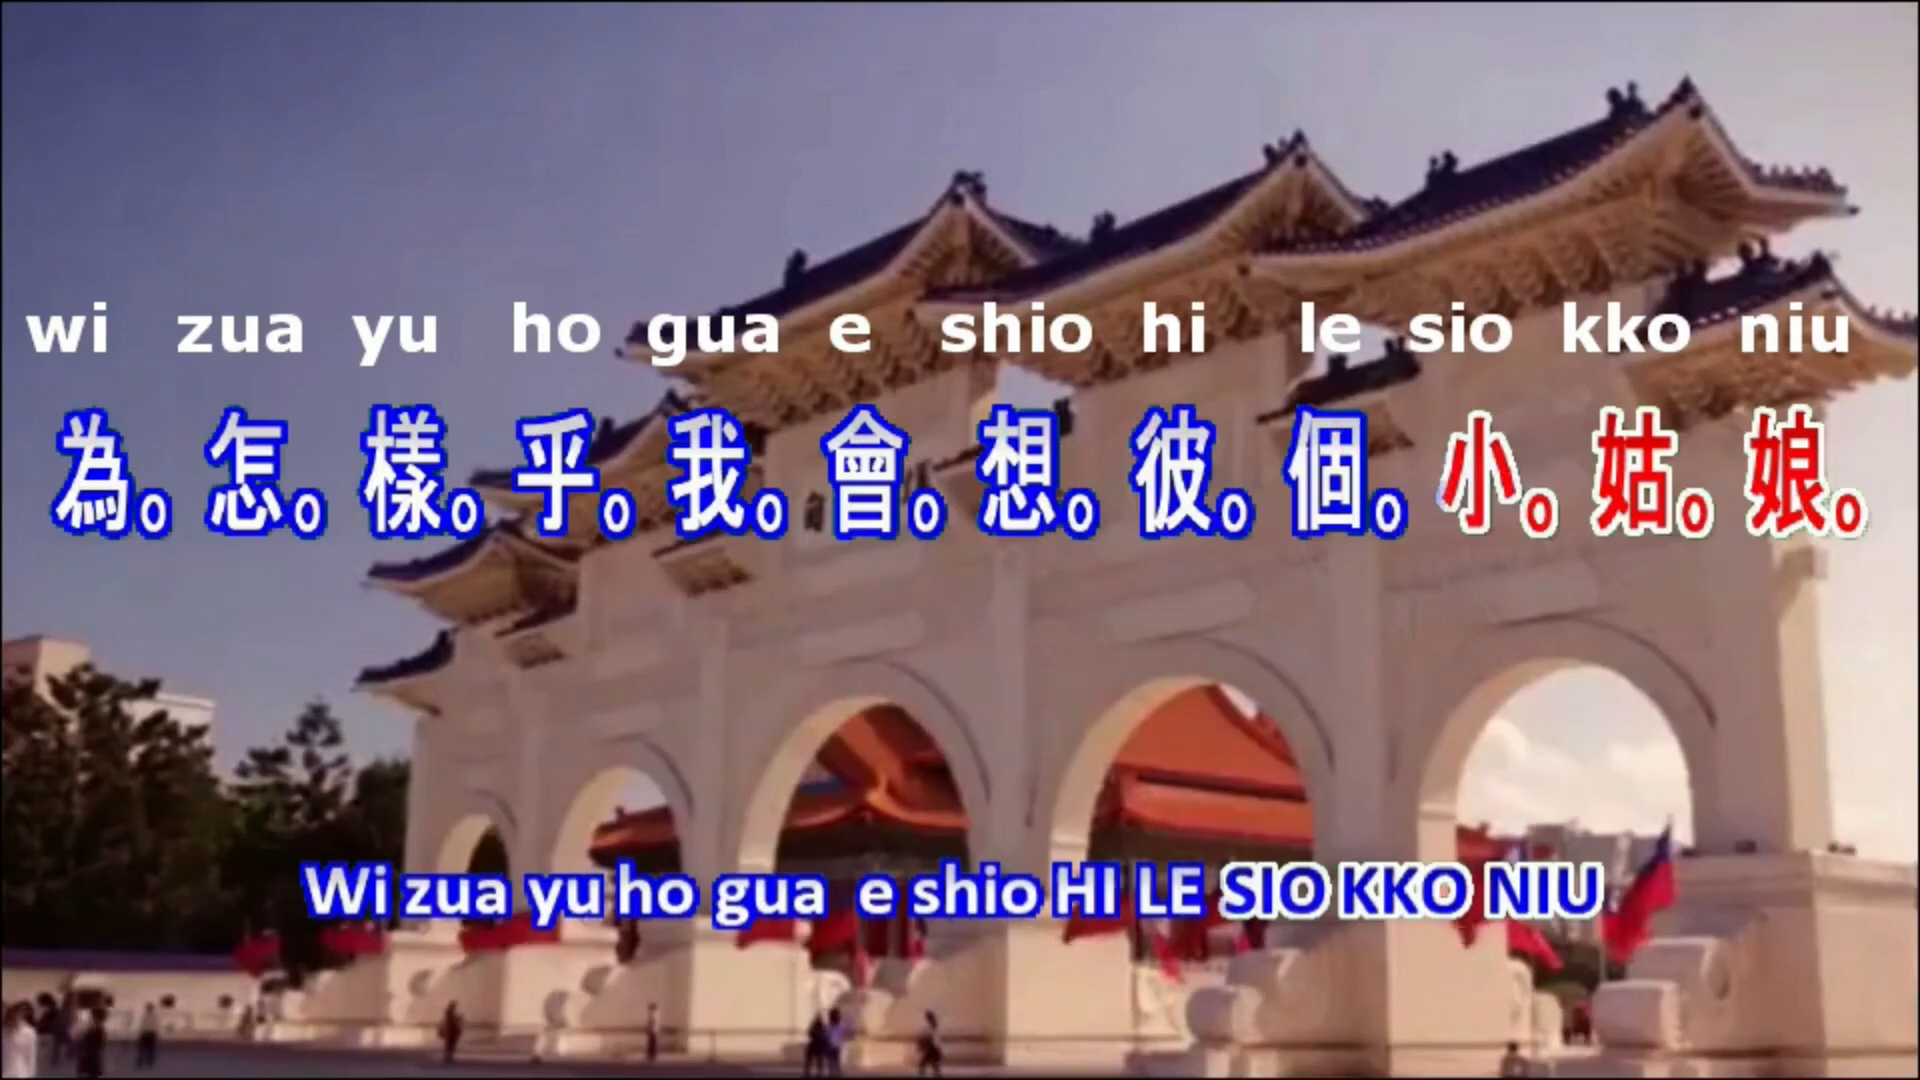 wi zua yu ho gua e shio hi le sio kko niu
為。怎。樣。乎。我。會。想。彼。個。小。姑。娘。
Wi zua yu ho gua e shio HI LE SIO KKO NIU